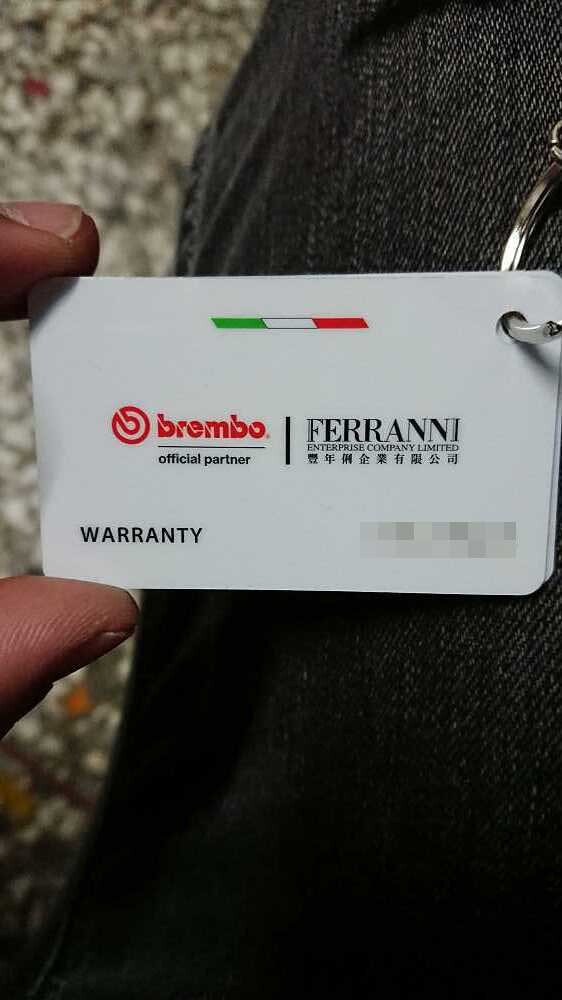 brembo
official partner
FERRANNI
ENTERPRISE COMPANY LIMITED
豐年俐企業有限公司
WARRANTY